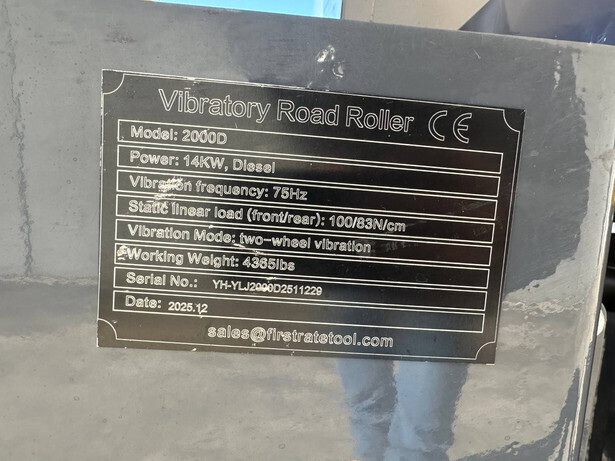 Vibratory Road Roller CE
Model: 2000D
Power: 14KW, Diesel
Vibration frequency: 75Hz
Static linear load (front/rear): 100/83N/cm
Vibration Mode: two-wheel vibration
Working Weight: 4365lbs
Serial No.: YH-YLJ2000D2511229
Date: 2025.12
sales@firstratetool.com